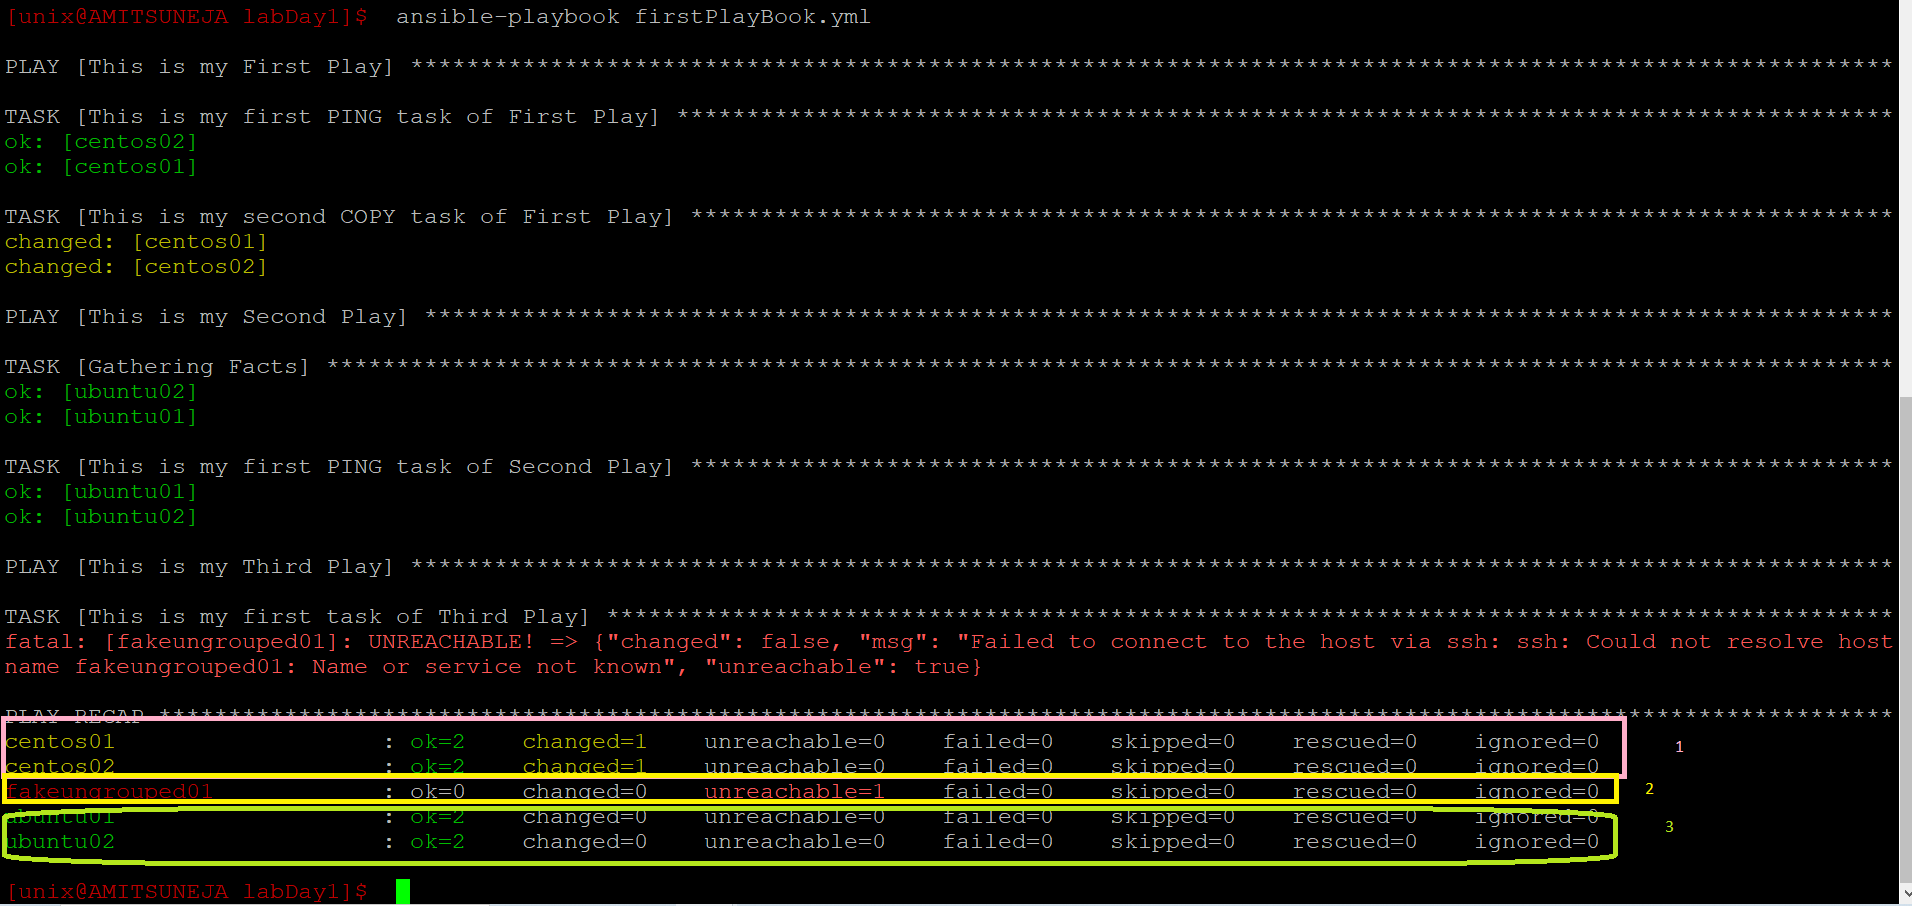 [unix@AMITSUNEJA labDay1]$  ansible-playbook firstPlayBook.yml
PLAY [This is my First Play] **********************************************************************************************************
TASK [This is my first PING task of First Play] ***************************************************************************************
ok: [centos02]
ok: [centos01]
TASK [This is my second COPY task of First Play] **************************************************************************************
changed: [centos01]
changed: [centos02]
PLAY [This is my Second Play] *********************************************************************************************************
TASK [Gathering Facts] ****************************************************************************************************************
ok: [ubuntu02]
ok: [ubuntu01]
TASK [This is my first PING task of Second Play] **************************************************************************************
ok: [ubuntu01]
ok: [ubuntu02]
PLAY [This is my Third Play] **********************************************************************************************************
TASK [This is my first task of Third Play] ********************************************************************************************
fatal: [fakeungrouped01]: UNREACHABLE! => {"changed": false, "msg": "Failed to connect to the host via ssh: ssh: Could not resolve host
name fakeungrouped01: Name or service not known", "unreachable": true}
PLAY RECAP ****************************************************************************************************************************
centos01                   : ok=2    changed=1    unreachable=0    failed=0    skipped=0    rescued=0    ignored=0    1
centos02                   : ok=2    changed=1    unreachable=0    failed=0    skipped=0    rescued=0    ignored=0
fakeungrouped01            : ok=0    changed=0    unreachable=1    failed=0    skipped=0    rescued=0    ignored=0    2
ubuntu01                   : ok=2    changed=0    unreachable=0    failed=0    skipped=0    rescued=0    ignored=0    3
ubuntu02                   : ok=2    changed=0    unreachable=0    failed=0    skipped=0    rescued=0    ignored=0
[unix@AMITSUNEJA labDay1]$